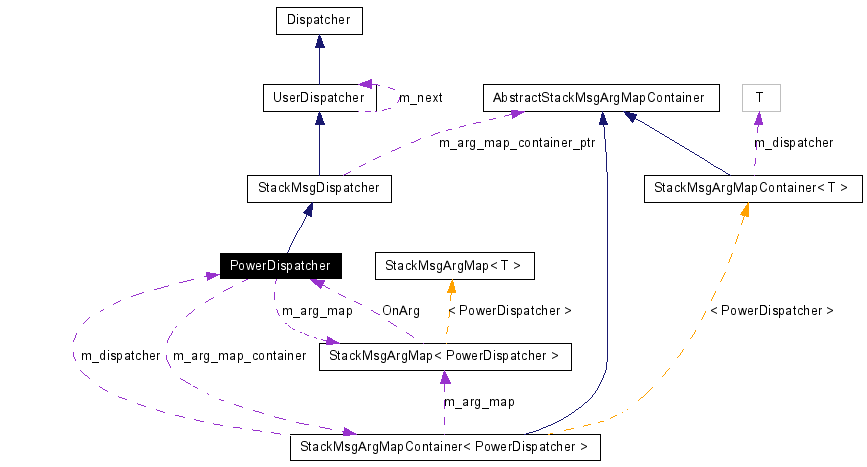 Dispatcher
UserDispatcher
m_next
AbstractStackMsgArgMapContainer
T
m_arg_map_container_ptr
m_dispatcher
StackMsgDispatcher
StackMsgArgMapContainer< T >
PowerDispatcher
StackMsgArgMap< T >
m_arg_map
OnArg
< PowerDispatcher >
< PowerDispatcher >
m_dispatcher
m_arg_map_container
StackMsgArgMap< PowerDispatcher >
m_arg_map
StackMsgArgMapContainer< PowerDispatcher >